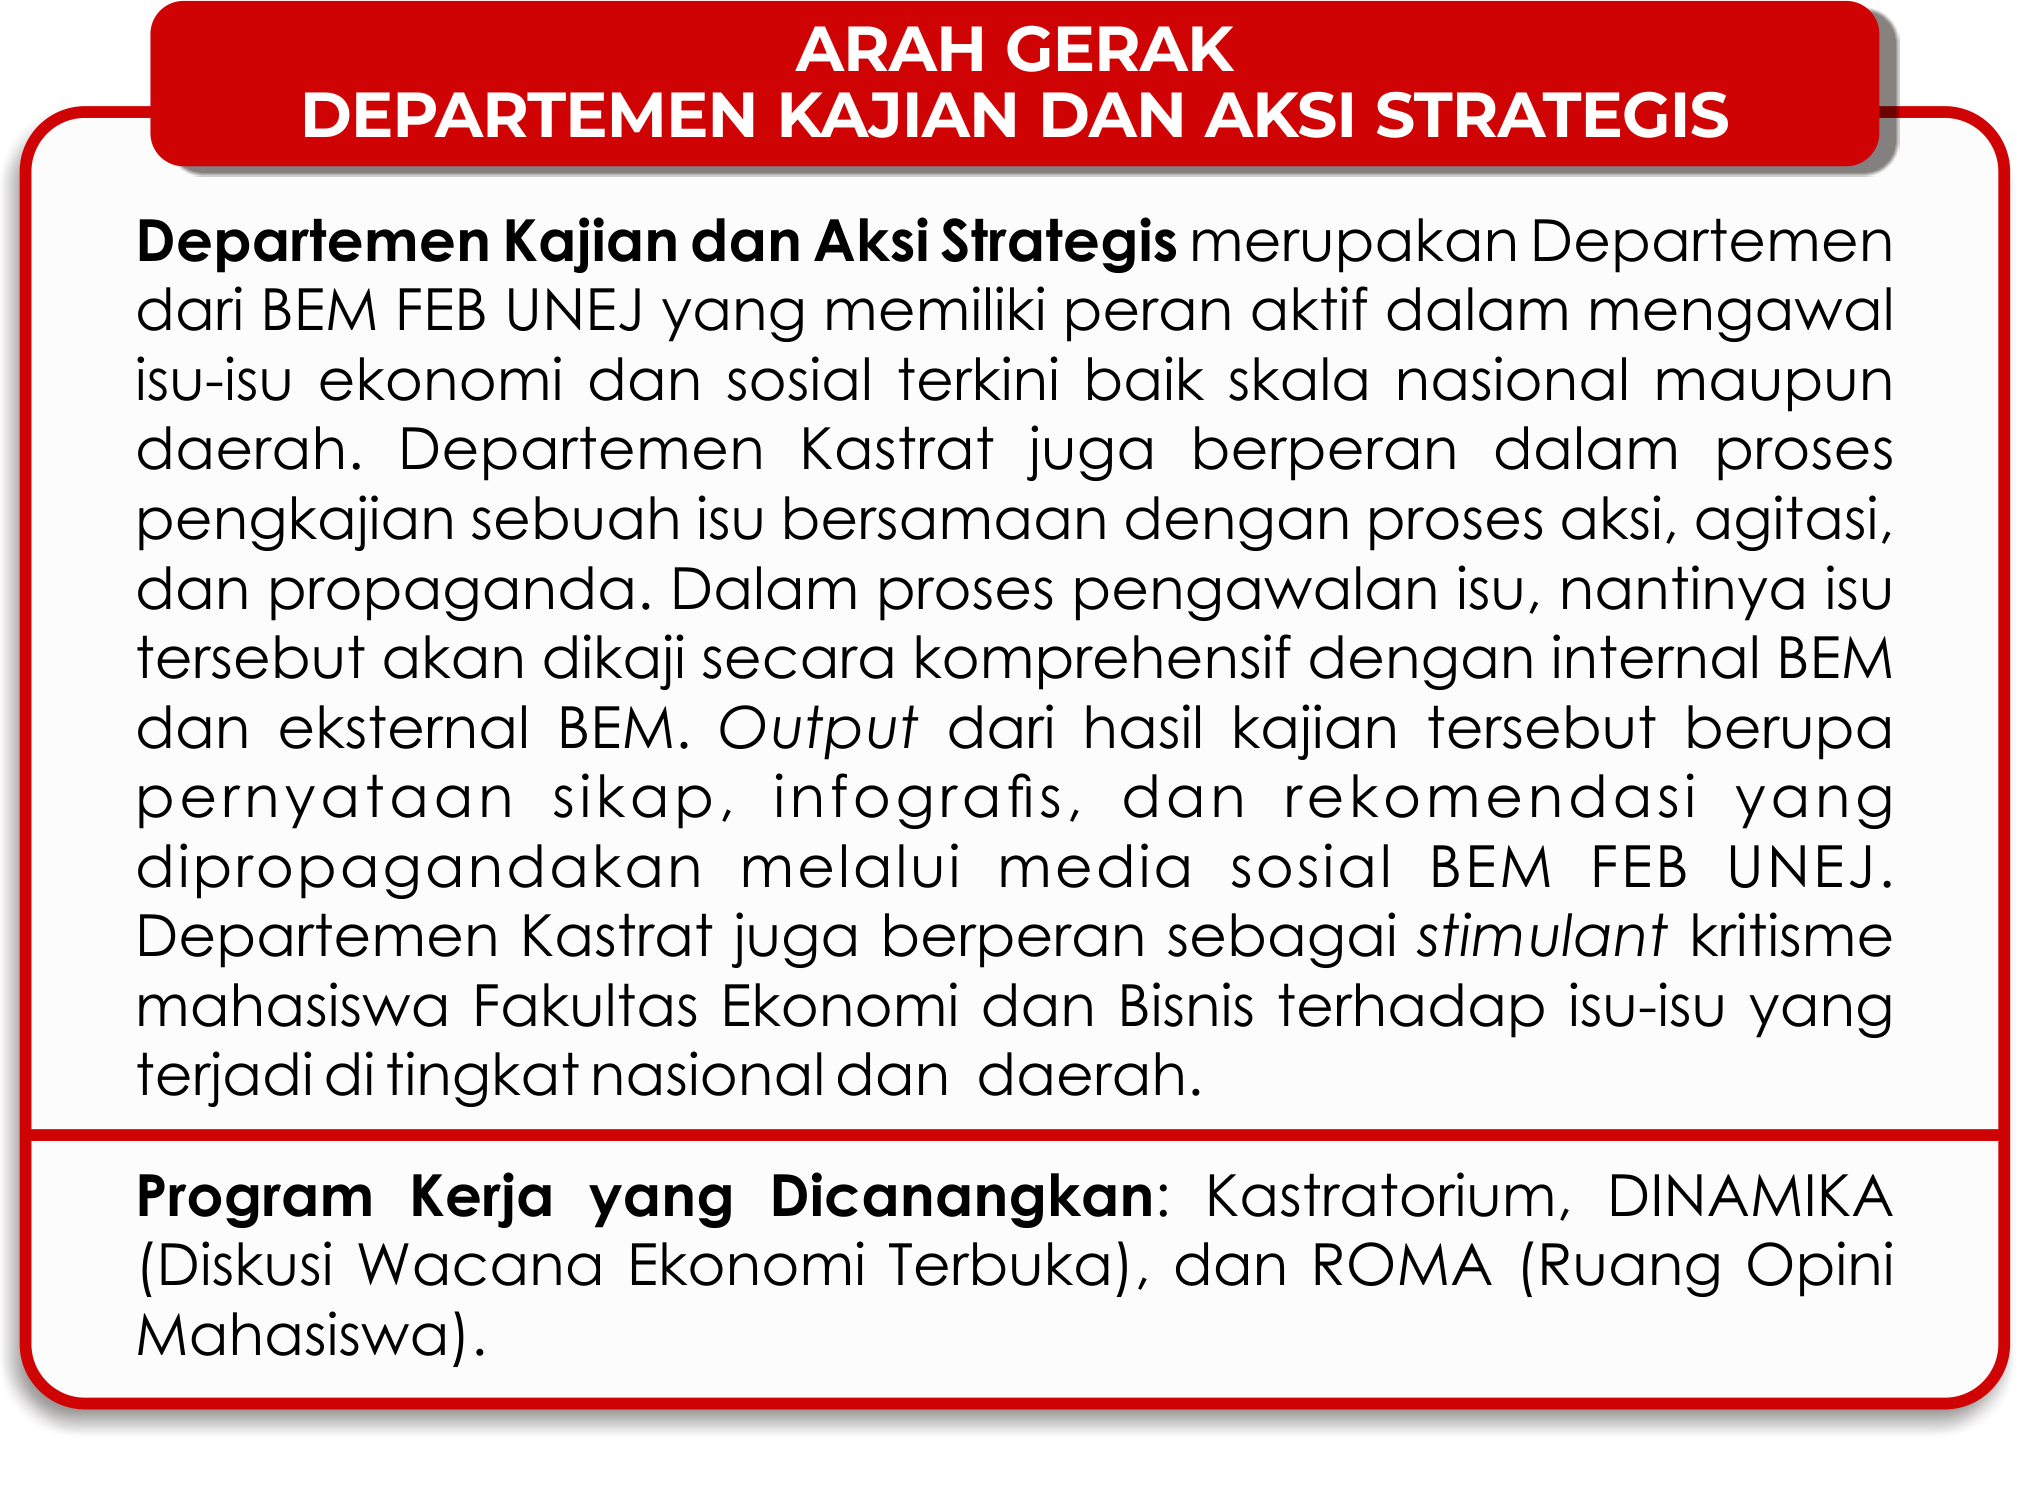 ARAH GERAK
DEPARTEMEN KAJIAN DAN AKSI STRATEGIS
Departemen Kajian dan Aksi Strategis merupakan Departemen
dari BEM FEB UNEJ yang memiliki peran aktif dalam mengawal
isu-isu ekonomi dan sosial terkini baik skala nasional maupun
daerah. Departemen Kastrat juga berperan dalam proses
pengkajian sebuah isu bersamaan dengan proses aksi, agitasi,
dan propaganda. Dalam proses pengawalan isu, nantinya isu
tersebut akan dikaji secara komprehensif dengan internal BEM
dan eksternal BEM. Output dari hasil kajian tersebut berupa
pernyataan sikap, infografis, dan rekomendasi yang
dipropagandakan melalui media sosial BEM FEB UNEJ.
Departemen Kastrat juga berperan sebagai stimulant kritisme
mahasiswa Fakultas Ekonomi dan Bisnis terhadap isu-isu yang
terjadi di tingkat nasional dan daerah.
Program Kerja yang Dicanangkan: Kastratorium, DINAMIKA
(Diskusi Wacana Ekonomi Terbuka), dan ROMA (Ruang Opini
Mahasiswa).